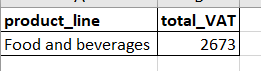 product_line total_VAT
Food and beverages 2673